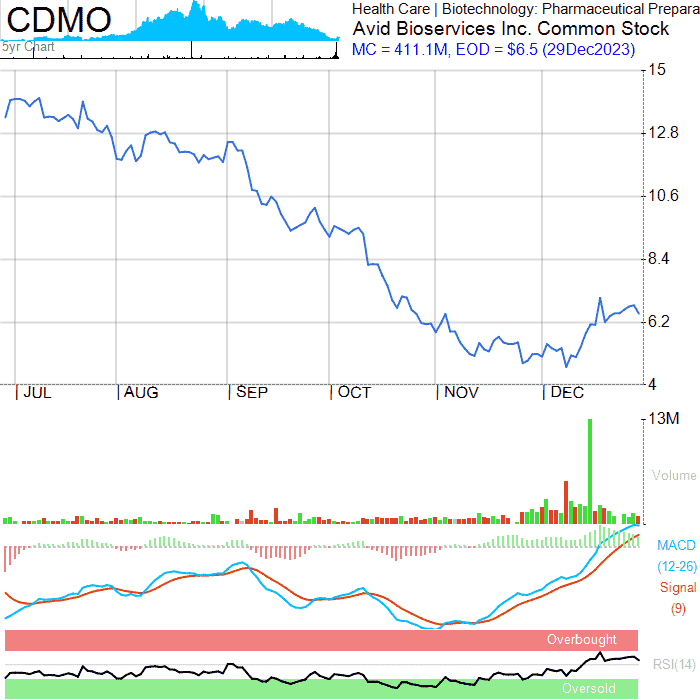 CDMO
5yr Chart
Health Care | Biotechnology: Pharmaceutical Prepara
Avid Bioservices Inc. Common Stock
MC = 411.1M, EOD = $6.5 (29Dec2023)
15
12.8
10.6
8.4
6.2
4
JUL AUG SEP OCT NOV DEC
13M
Volume
MACD
(12-26)
Signal
(9)
Overbought
RSI(14)
Oversold